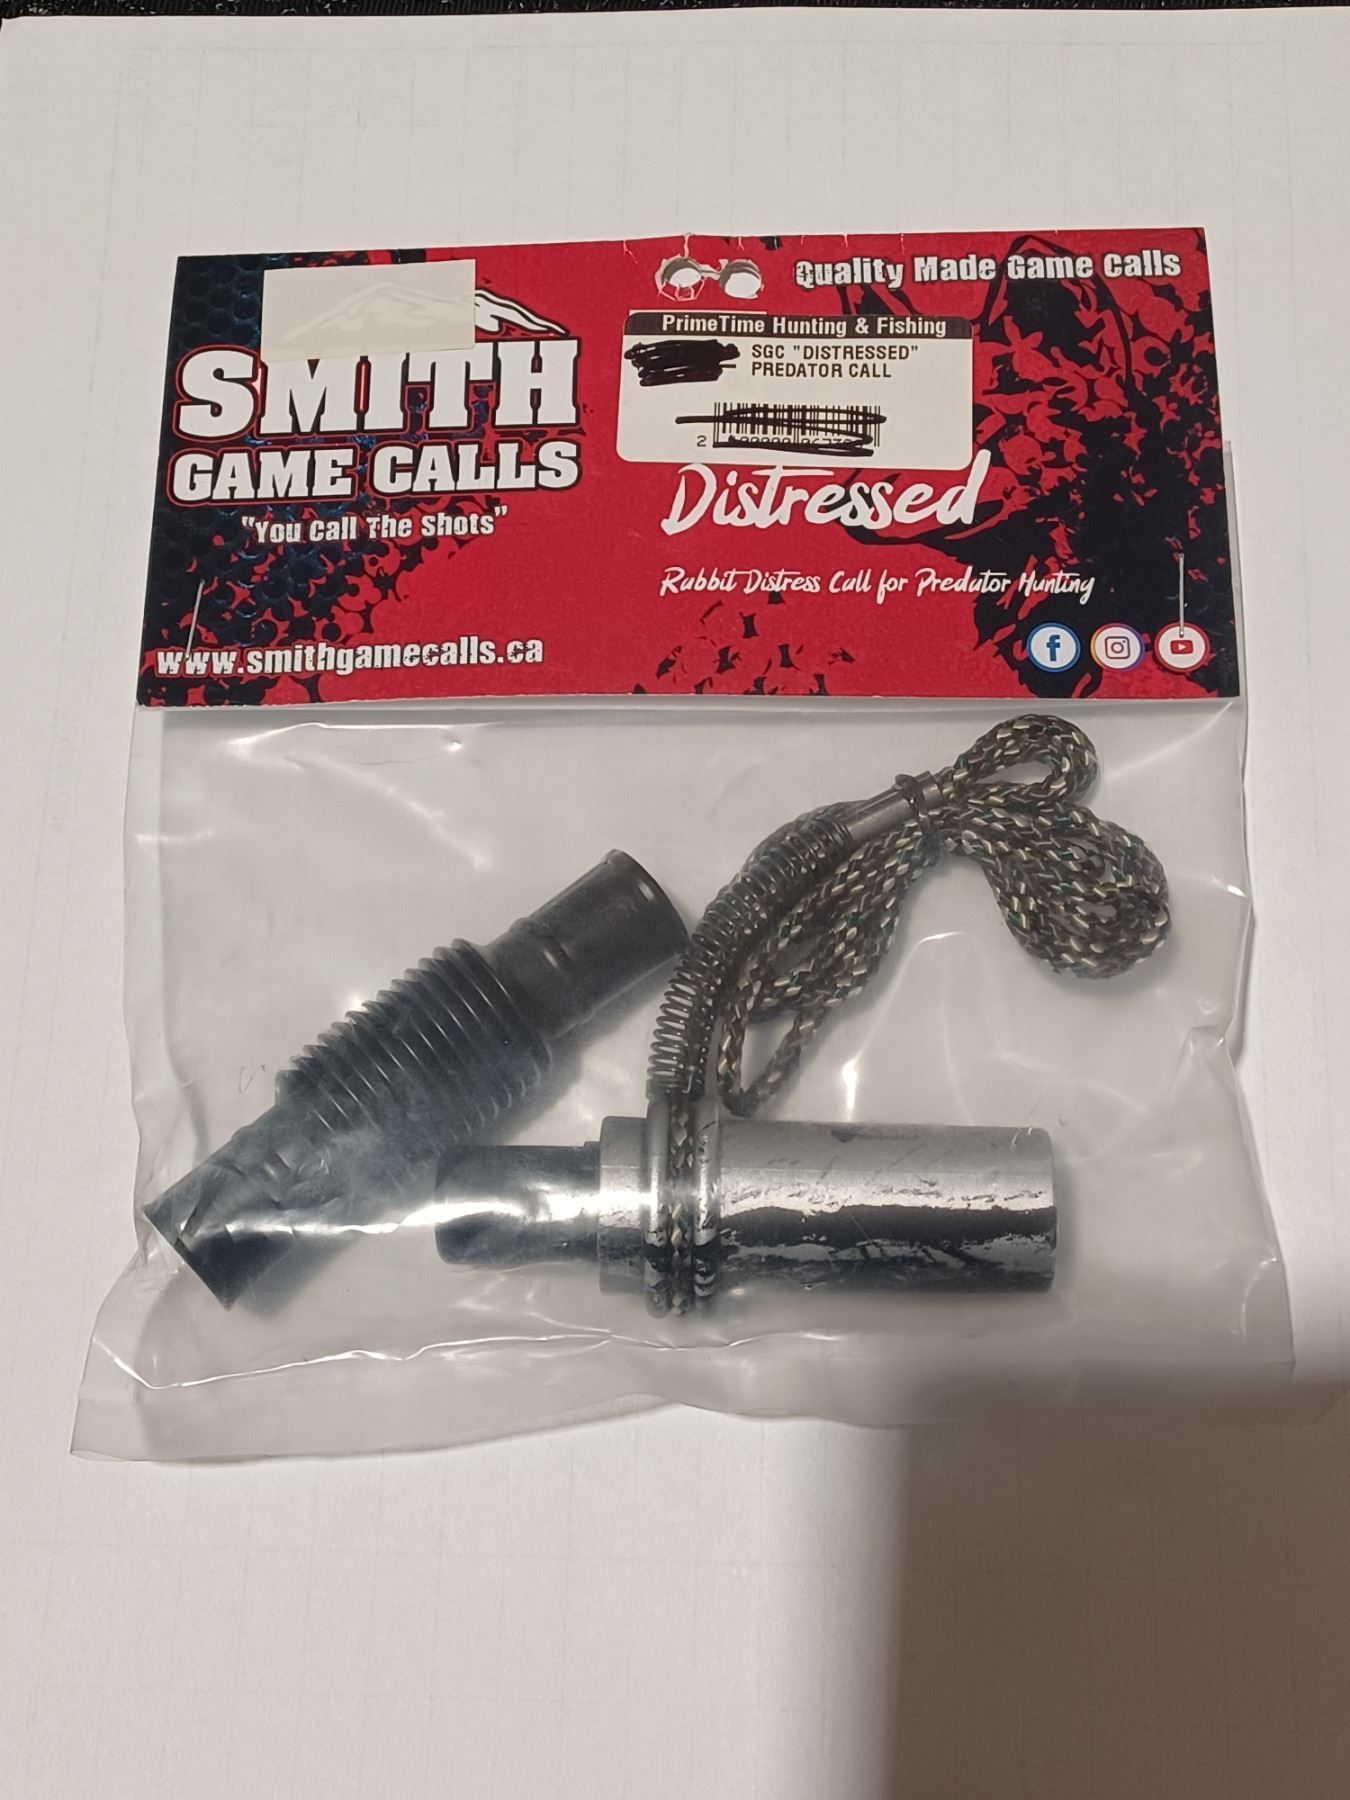 Quality Made Game Calls
PrimeTime Hunting & Fishing
SGC "DISTRESSED"
PREDATOR CALL
2
SMITH
GAME CALLS
"You Call The Shots"
Distressed
Rabbit Distress Call for Predator Hunting
www.smithgamecalls.ca